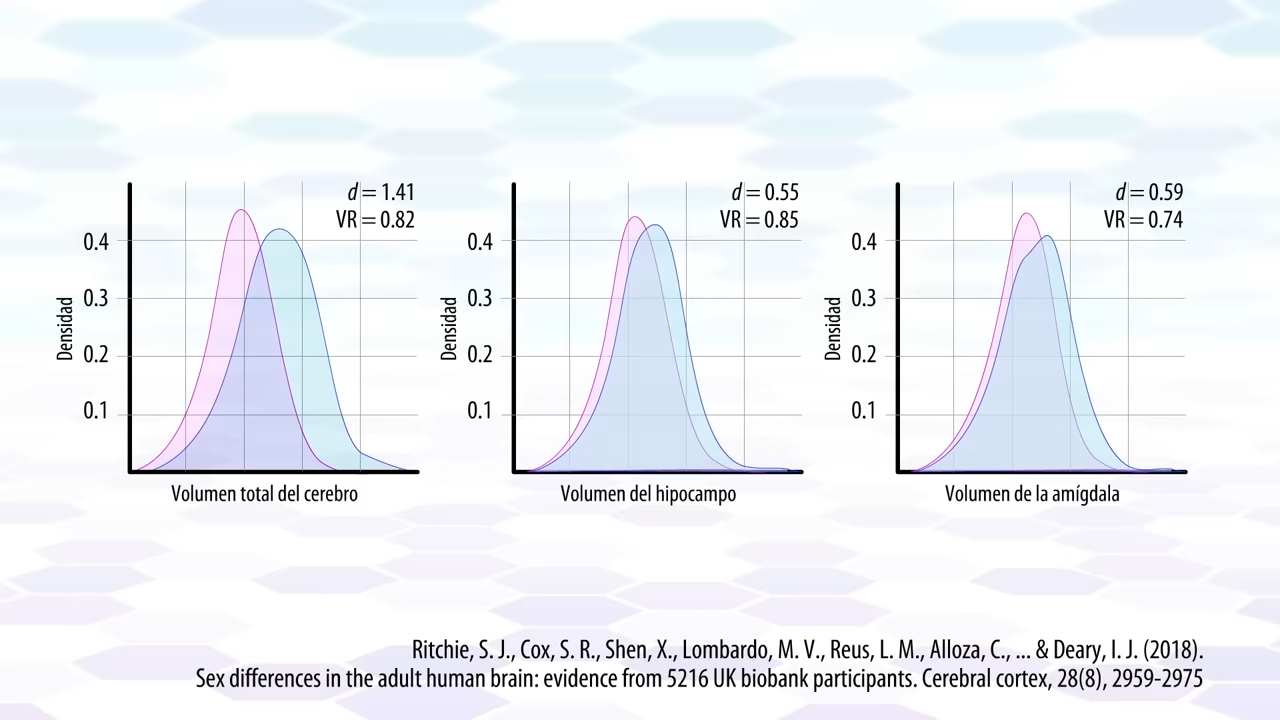 d = 1.41
VR = 0.82
0.4
0.3
0.2
0.1
Densidad
Volumen total del cerebro
d = 0.55
VR = 0.85
0.4
0.3
0.2
0.1
Densidad
Volumen del hipocampo
d = 0.59
VR = 0.74
0.4
0.3
0.2
0.1
Densidad
Volumen de la amígdala
Ritchie, S. J., Cox, S. R., Shen, X., Lombardo, M. V., Reus, L. M., Alloza, C., ... & Deary, I. J. (2018).
Sex differences in the adult human brain: evidence from 5216 UK biobank participants. Cerebral cortex, 28(8), 2959-2975